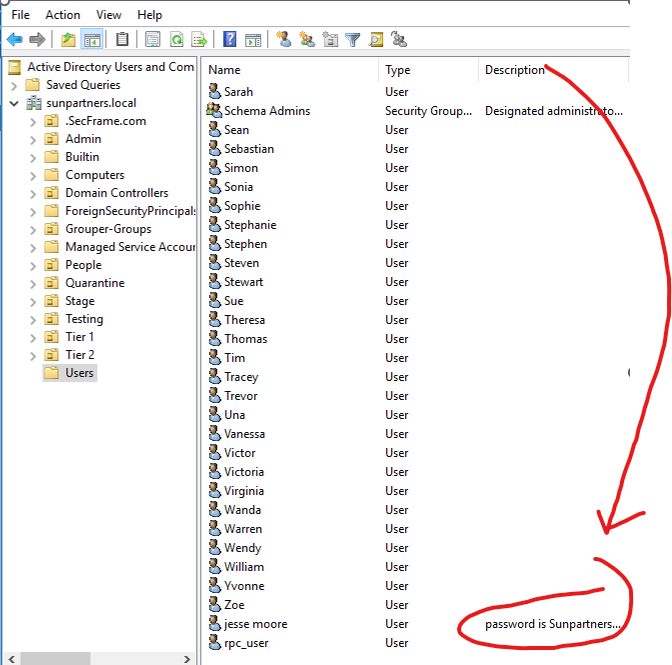 File Action View Help
Active Directory Users and Com
Saved Queries
sunpartners.local
.SecFrame.com
Admin
Builtin
Computers
Domain Controllers
ForeignSecurityPrincipals
Grouper-Groups
Managed Service Accour
People
Quarantine
Stage
Testing
Tier 1
Tier 2
Users
Name Type Description
Sarah User
Schema Admins Security Group... Designated administrato...
Sean User
Sebastian User
Simon User
Sonia User
Sophie User
Stephanie User
Stephen User
Steven User
Stewart User
Sue User
Theresa User
Thomas User
Tim User
Tracey User
Trevor User
Una User
Vanessa User
Victor User
Victoria User
Virginia User
Wanda User
Warren User
Wendy User
William User
Yvonne User
Zoe User
jesse moore User password is Sunpartners...
rpc_user User